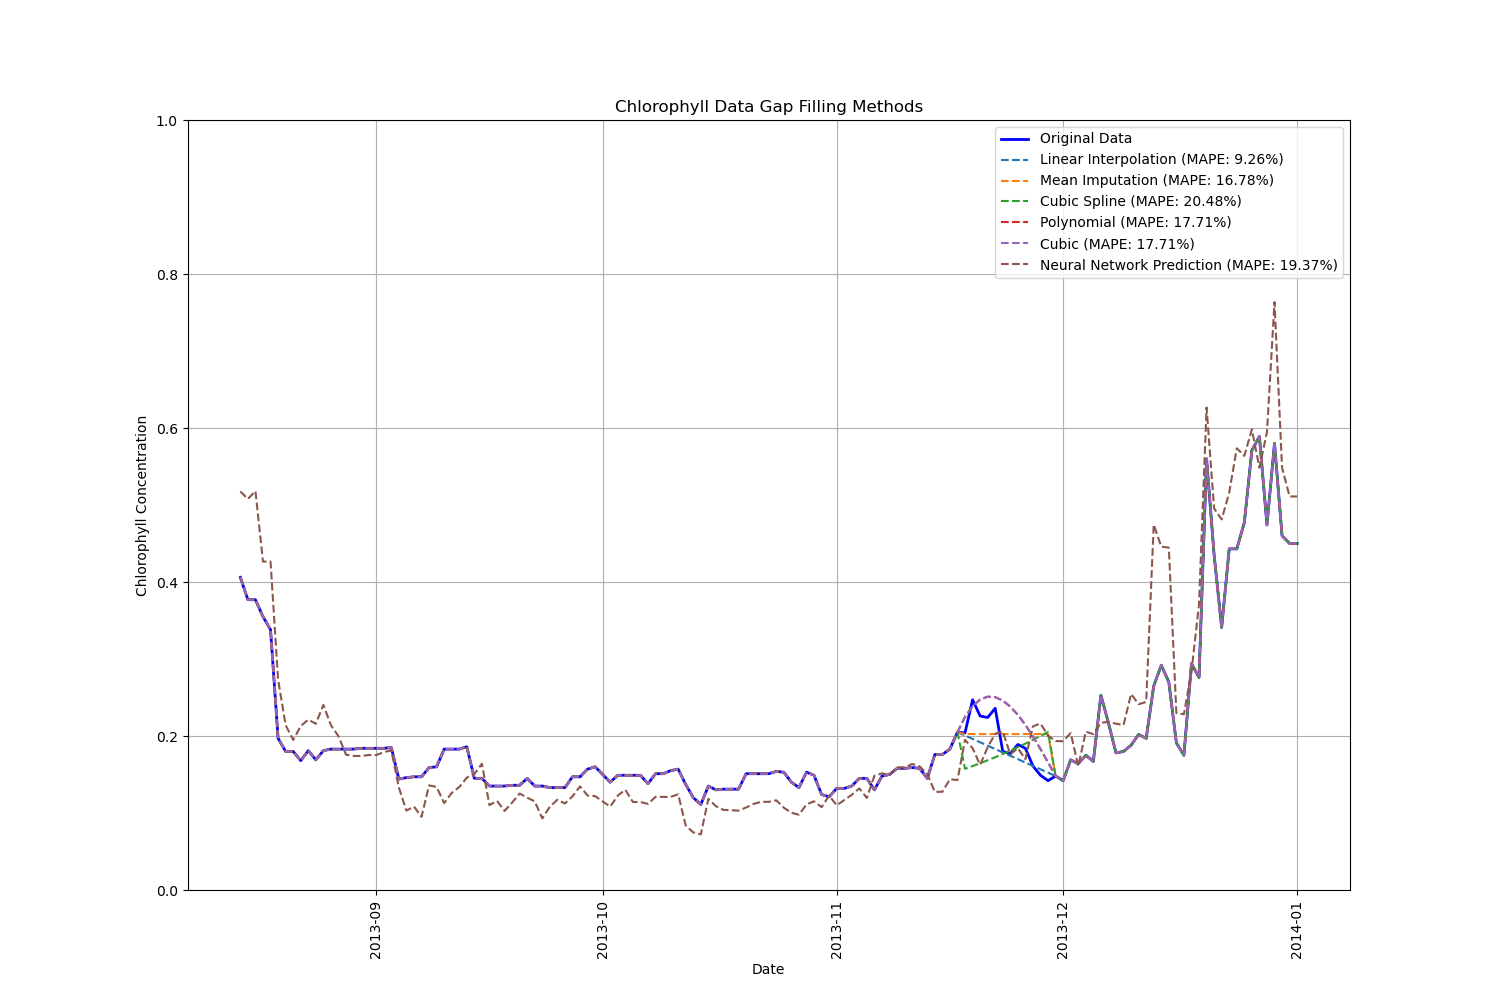 Chlorophyll Data Gap Filling Methods
1.0
0.8
0.6
0.4
0.2
0.0
Chlorophyll Concentration
Original Data
Linear Interpolation (MAPE: 9.26%)
Mean Imputation (MAPE: 16.78%)
Cubic Spline (MAPE: 20.48%)
Polynomial (MAPE: 17.71%)
Cubic (MAPE: 17.71%)
Neural Network Prediction (MAPE: 19.37%)
2013-09
2013-10
2013-11
2013-12
2014-01
Date